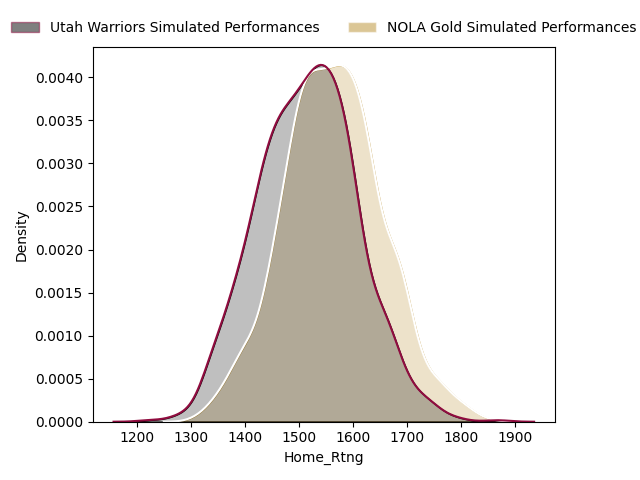 Utah Warriors Simulated Performances NOLA Gold Simulated Performances
0.0040
0.0035
0.0030
0.0025
0.0020
0.0015
0.0010
0.0005
0.0000
Density
1200 1300 1400 1500 1600 1700 1800 1900
Home_Rtng